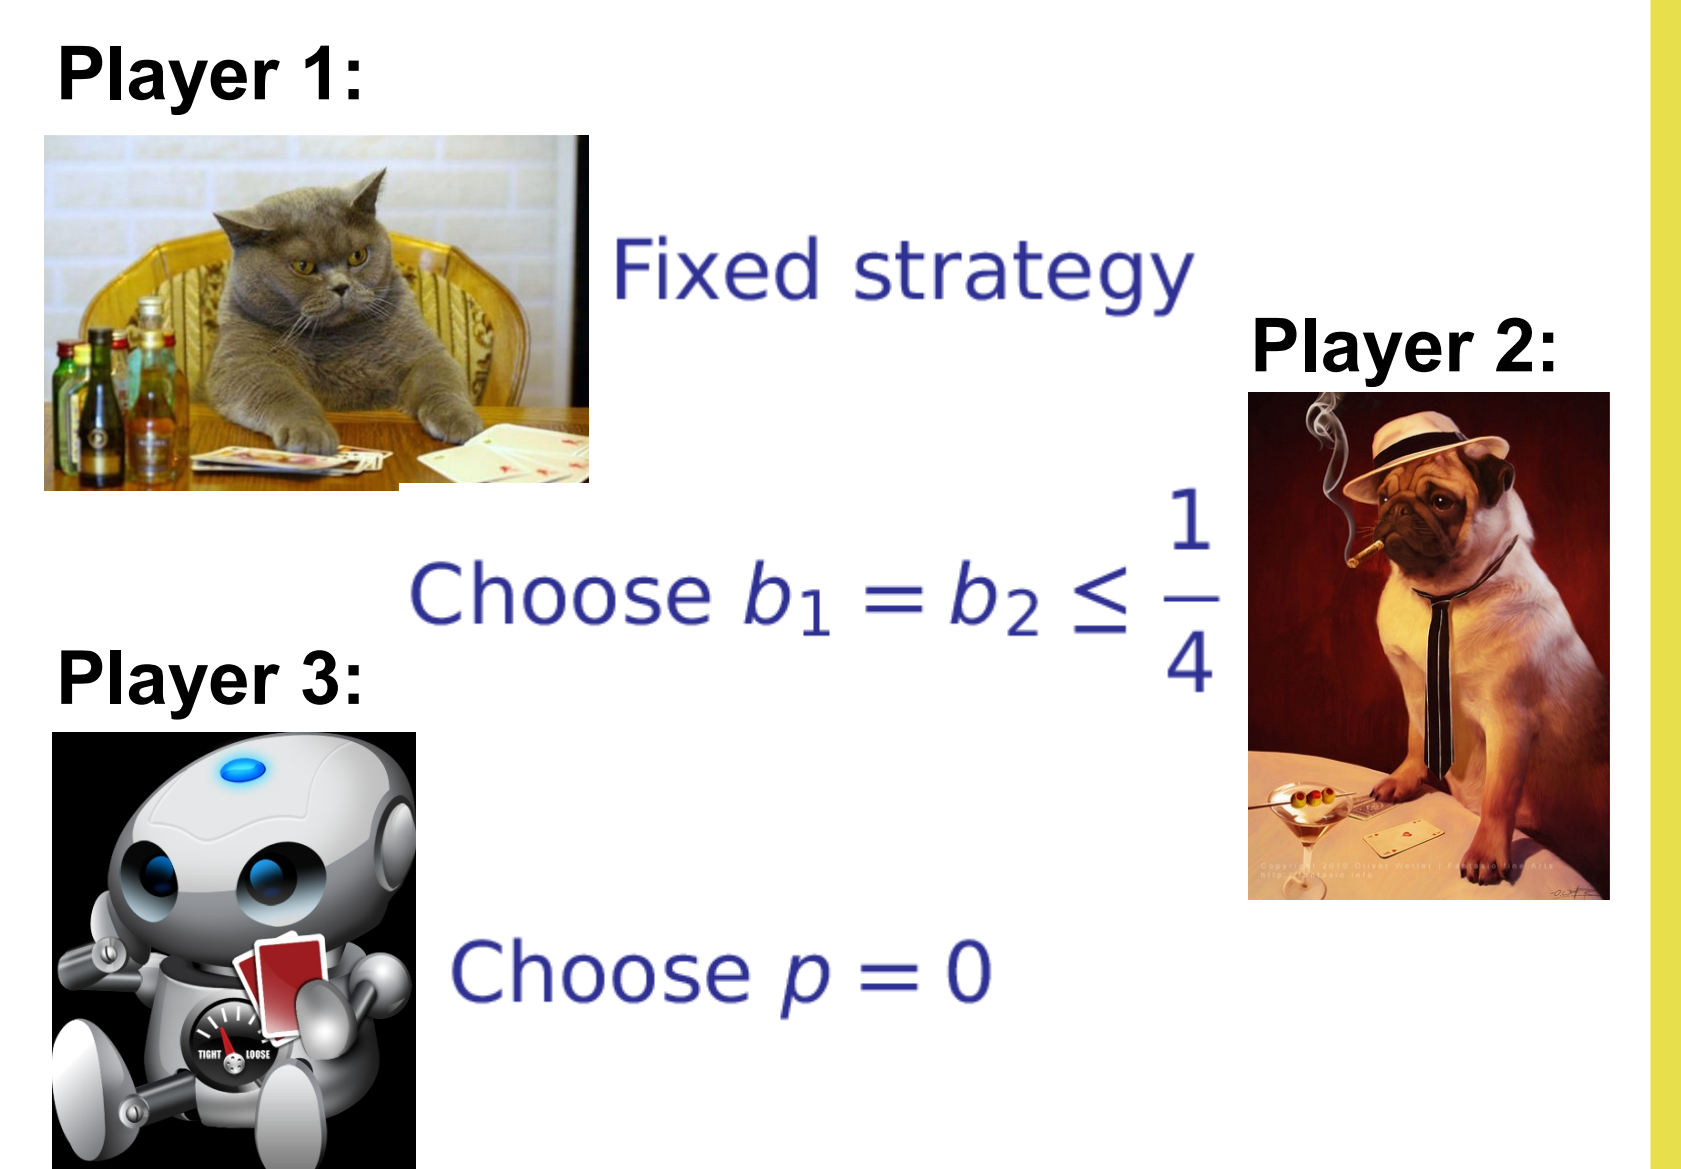 Player 1:
Fixed strategy
Player 2:
Choose b₁ = b₂ ≤ 1/4
Player 3:
TIGHT LOOSE
Choose p = 0